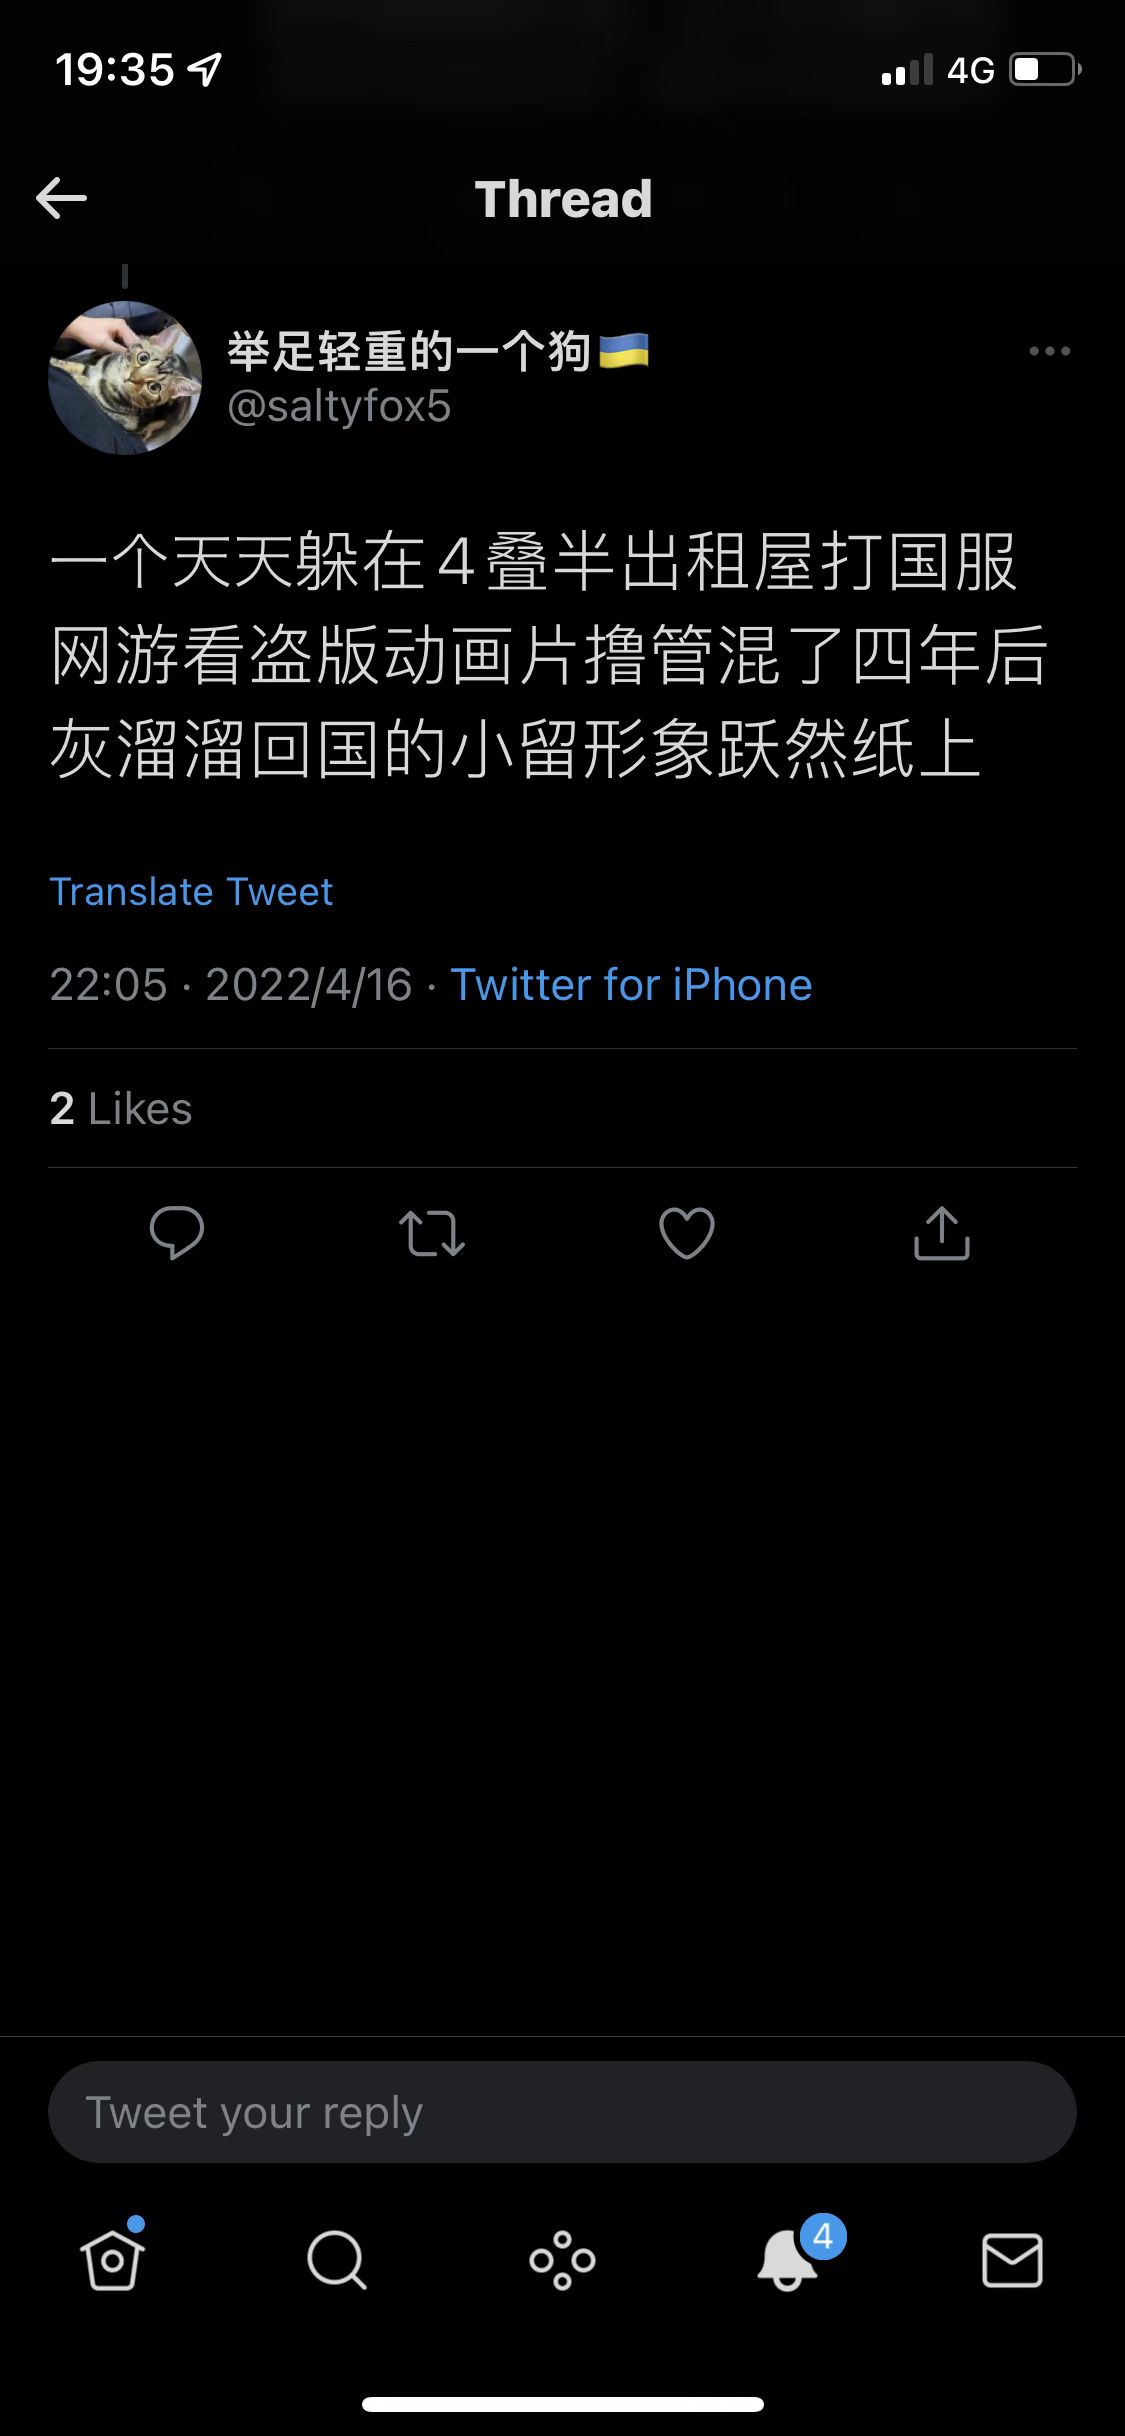 19:35
4G
Thread
举足轻重的一个狗🇺🇦
@saltyfox5
一个天天躲在4叠半出租屋打国服
网游看盗版动画片撸管混了四年后
灰溜溜回国的小留形象跃然纸上
Translate Tweet
22:05 · 2022/4/16 · Twitter for iPhone
2 Likes
Tweet your reply
4